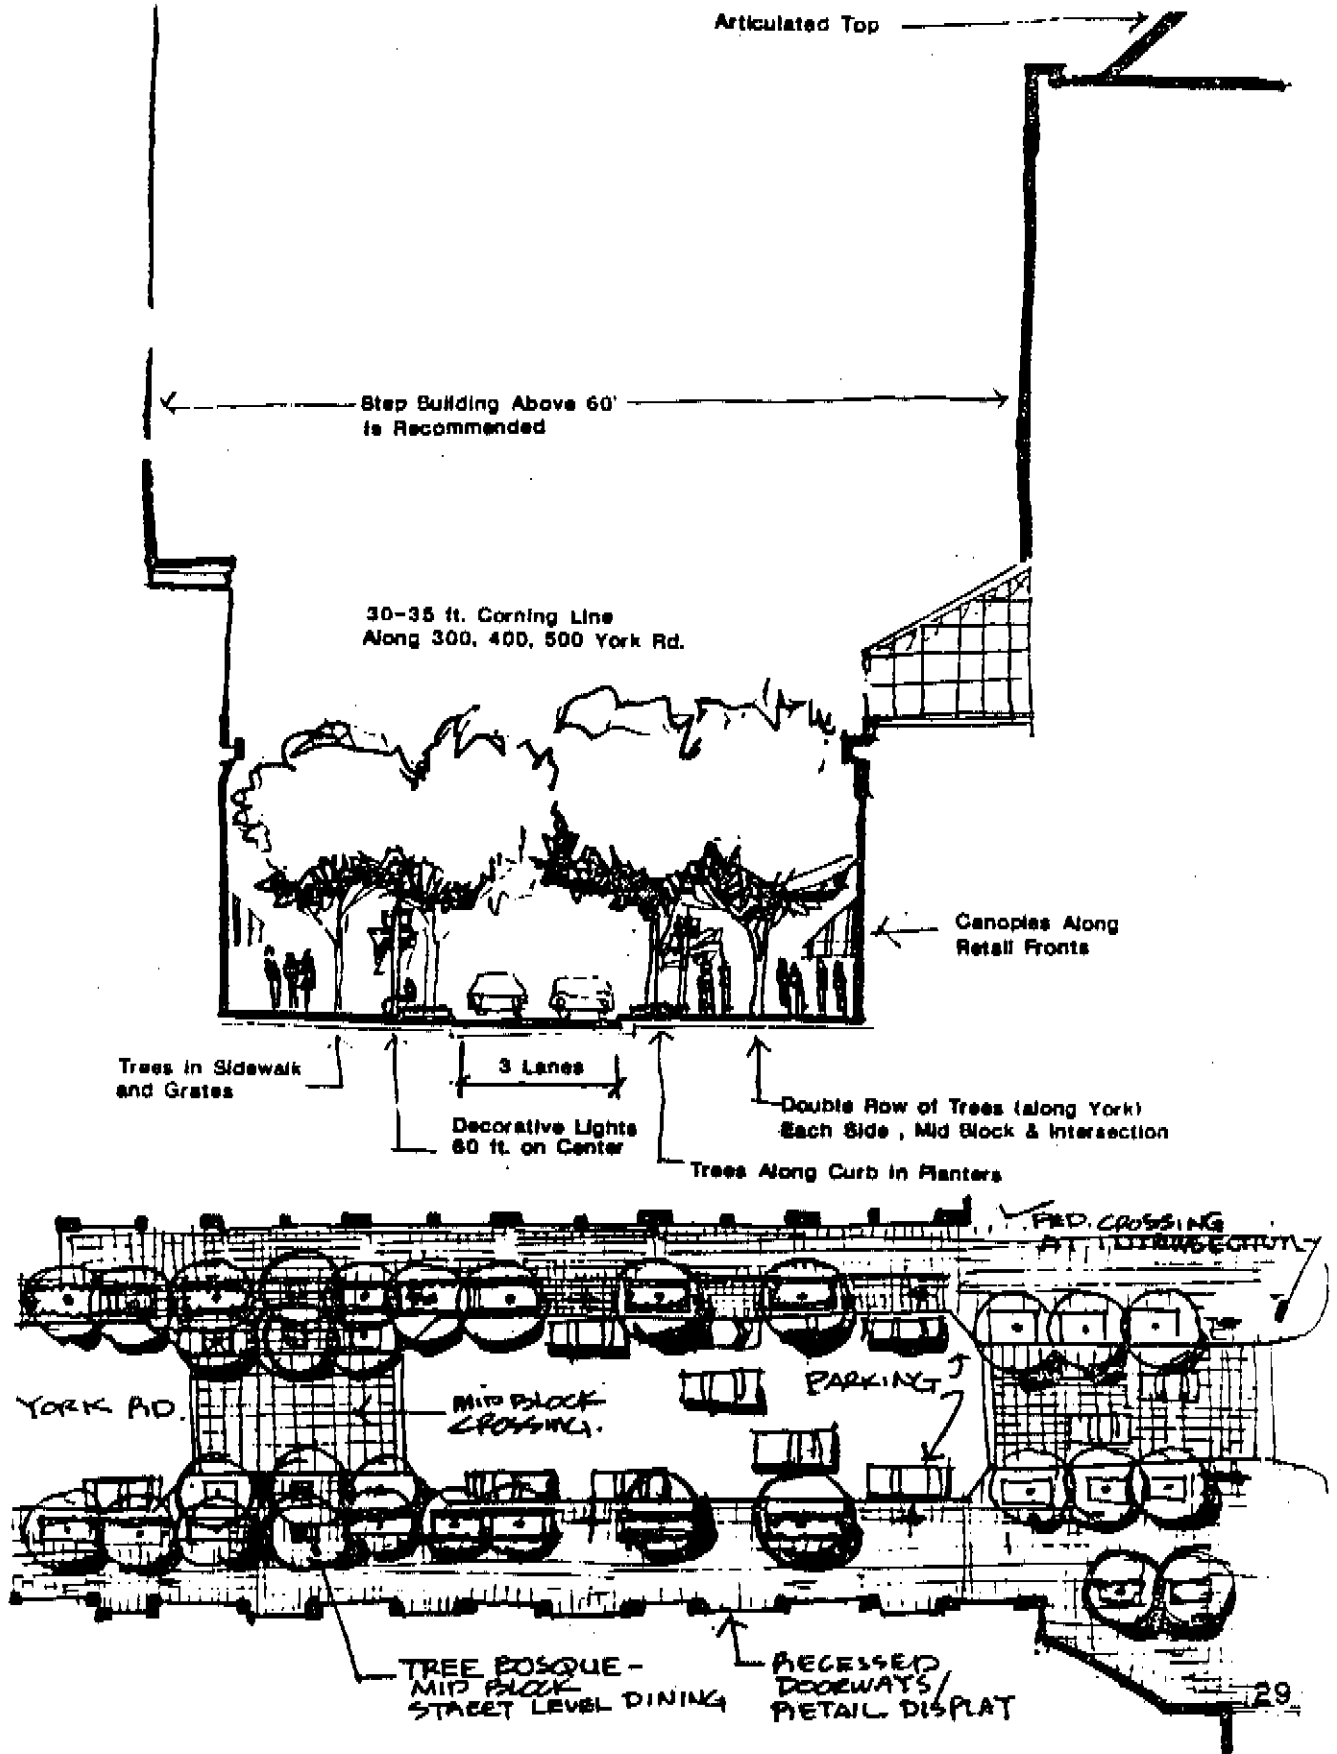 Articulated Top
Step Building Above 60'
Is Recommended
30-35 ft. Corning Line
Along 300, 400, 500 York Rd.
Canopies Along
Retail Fronts
Trees In Sidewalk
and Grates
3 Lanes
Decorative Lights
60 ft. on Center
Double Row of Trees (along York)
Each Side , Mid Block & Intersection
Trees Along Curb in Planters
PED. CROSSING
AT INTERSECTION
YORK RD.
MID BLOCK
CROSSING.
PARKING
TREE BOSQUE -
MID BLOCK
STREET LEVEL DINING
RECESSED
DOORWAYS/
RETAIL DISPLAY
29